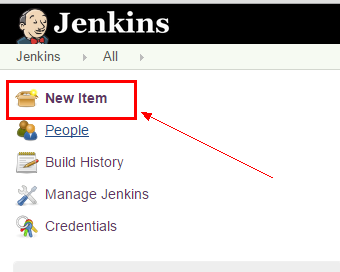 Jenkins
Jenkins All
New Item
People
Build History
Manage Jenkins
Credentials